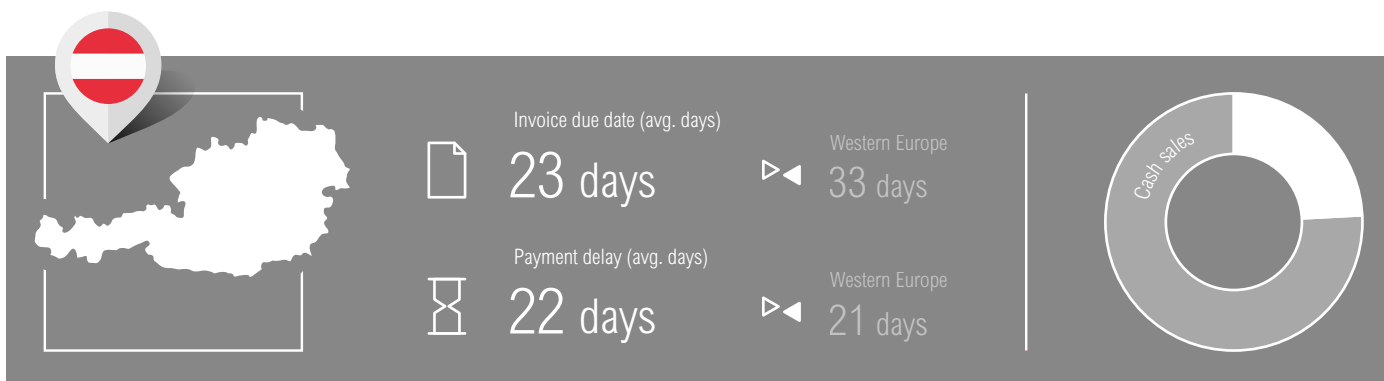 Invoice due date (avg. days)
23 days
Western Europe
33 days
Payment delay (avg. days)
22 days
Western Europe
21 days
Cash sales